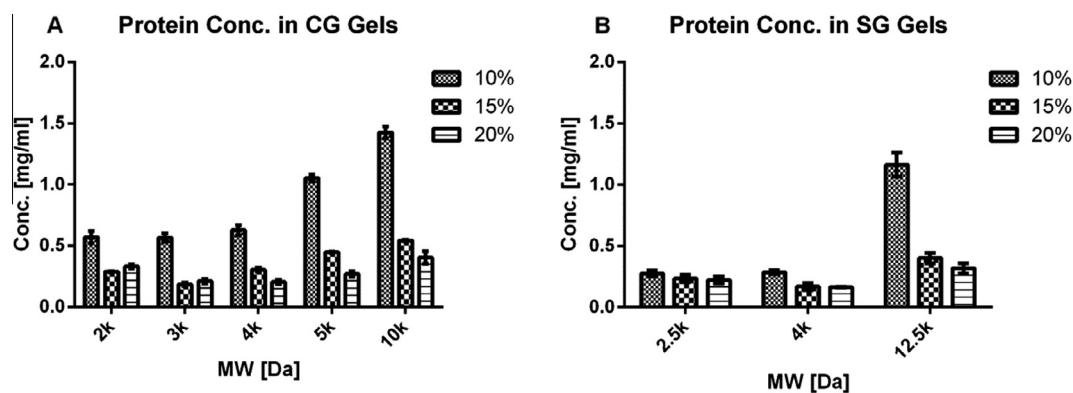 A Protein Conc. in CG Gels
2.0
1.5
1.0
0.5
0.0
Conc. [mg/ml]
10%
15%
20%
2k 3k 4k 5k 10k
MW [Da]
B Protein Conc. in SG Gels
2.0
1.5
1.0
0.5
0.0
Conc. [mg/ml]
10%
15%
20%
2.5k 4k 12.5k
MW [Da]